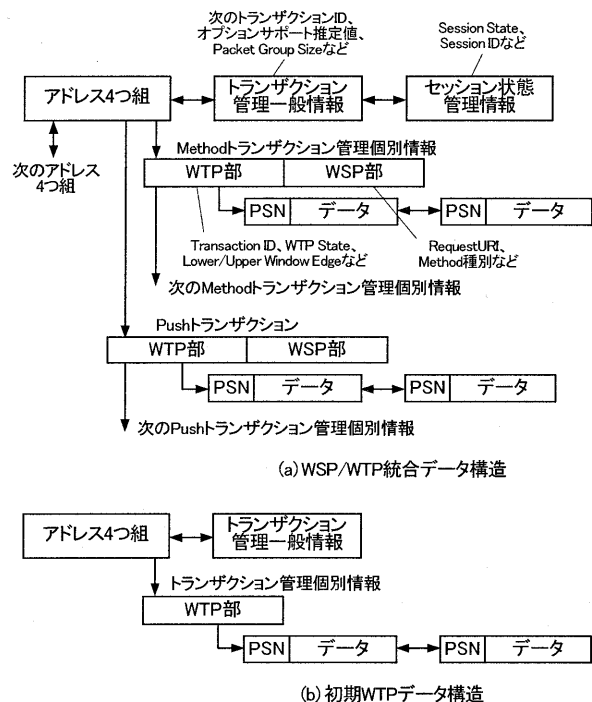 次のトランザクションID、
オプションサポート推定値、
Packet Group Sizeなど
Session State、
Session IDなど
アドレス4つ組
トランザクション
管理一般情報
セッション状態
管理情報
次のアドレス
4つ組
Methodトランザクション管理個別情報
WTP部
WSP部
PSN
データ
PSN
データ
Transaction ID、WTP State、
Lower/Upper Window Edgeなど
RequestURI、
Method種別など
次のMethodトランザクション管理個別情報
Pushトランザクション
WTP部
WSP部
PSN
データ
PSN
データ
次のPushトランザクション管理個別情報
(a) WSP/WTP統合データ構造
アドレス4つ組
トランザクション
管理一般情報
トランザクション管理個別情報
WTP部
PSN
データ
PSN
データ
(b) 初期WTPデータ構造